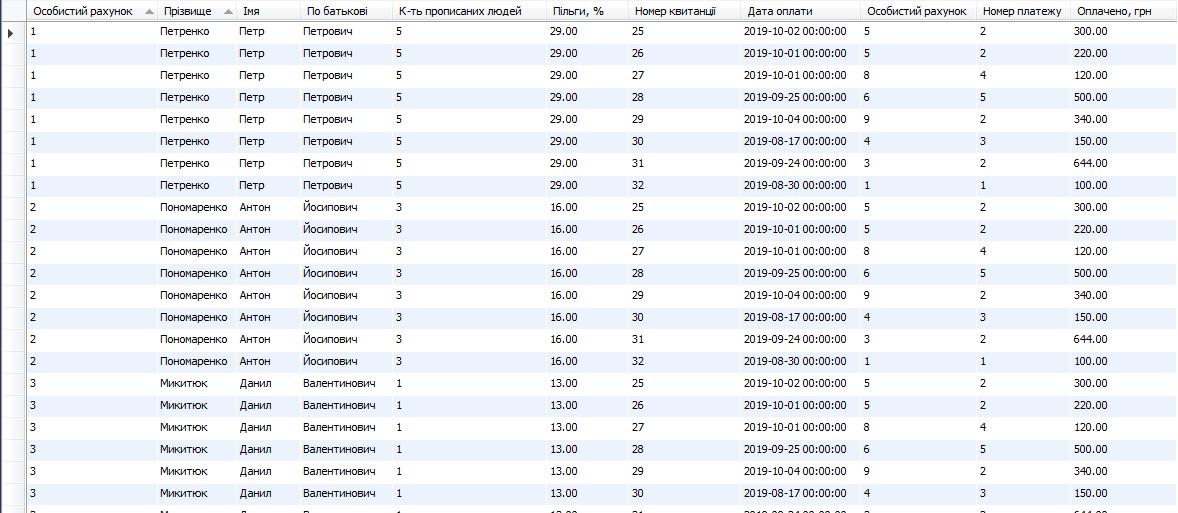 Особистий рахунок Прізвище Імя По батькові К-ть прописаних людей Пільги, % Номер квитанції Дата оплати Особистий рахунок Номер платежу Оплачено, грн
1 Петренко Петр Петрович 5 29.00 25 2019-10-02 00:00:00 5 2 300.00
1 Петренко Петр Петрович 5 29.00 26 2019-10-01 00:00:00 5 2 220.00
1 Петренко Петр Петрович 5 29.00 27 2019-10-01 00:00:00 8 4 120.00
1 Петренко Петр Петрович 5 29.00 28 2019-09-25 00:00:00 6 5 500.00
1 Петренко Петр Петрович 5 29.00 29 2019-10-04 00:00:00 9 2 340.00
1 Петренко Петр Петрович 5 29.00 30 2019-08-17 00:00:00 4 3 150.00
1 Петренко Петр Петрович 5 29.00 31 2019-09-24 00:00:00 3 2 644.00
1 Петренко Петр Петрович 5 29.00 32 2019-08-30 00:00:00 1 1 100.00
2 Пономаренко Антон Йосипович 3 16.00 25 2019-10-02 00:00:00 5 2 300.00
2 Пономаренко Антон Йосипович 3 16.00 26 2019-10-01 00:00:00 5 2 220.00
2 Пономаренко Антон Йосипович 3 16.00 27 2019-10-01 00:00:00 8 4 120.00
2 Пономаренко Антон Йосипович 3 16.00 28 2019-09-25 00:00:00 6 5 500.00
2 Пономаренко Антон Йосипович 3 16.00 29 2019-10-04 00:00:00 9 2 340.00
2 Пономаренко Антон Йосипович 3 16.00 30 2019-08-17 00:00:00 4 3 150.00
2 Пономаренко Антон Йосипович 3 16.00 31 2019-09-24 00:00:00 3 2 644.00
2 Пономаренко Антон Йосипович 3 16.00 32 2019-08-30 00:00:00 1 1 100.00
3 Микитюк Данил Валентинович 1 13.00 25 2019-10-02 00:00:00 5 2 300.00
3 Микитюк Данил Валентинович 1 13.00 26 2019-10-01 00:00:00 5 2 220.00
3 Микитюк Данил Валентинович 1 13.00 27 2019-10-01 00:00:00 8 4 120.00
3 Микитюк Данил Валентинович 1 13.00 28 2019-09-25 00:00:00 6 5 500.00
3 Микитюк Данил Валентинович 1 13.00 29 2019-10-04 00:00:00 9 2 340.00
3 Микитюк Данил Валентинович 1 13.00 30 2019-08-17 00:00:00 4 3 150.00